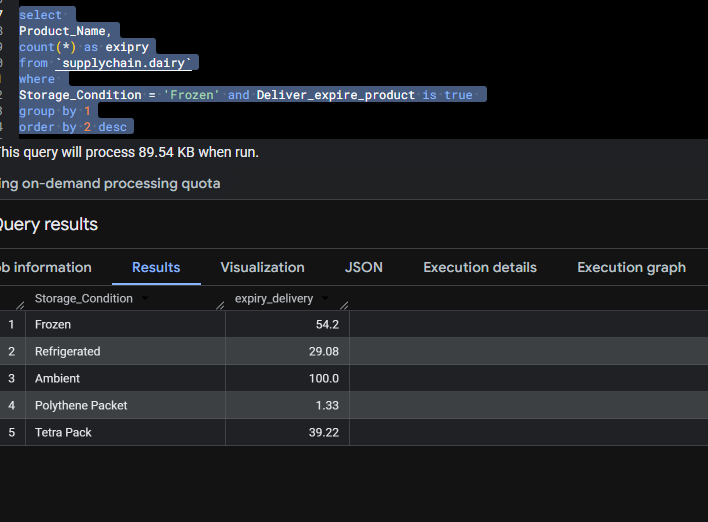 select
Product_Name,
count(*) as exipry
from `supplychain.dairy`
where
Storage_Condition = 'Frozen' and Deliver_expire_product is true
group by 1
order by 2 desc
This query will process 89.54 KB when run.
ing on-demand processing quota
Query results
ob information Results Visualization JSON Execution details Execution graph
Storage_Condition expiry_delivery
1 Frozen 54.2
2 Refrigerated 29.08
3 Ambient 100.0
4 Polythene Packet 1.33
5 Tetra Pack 39.22